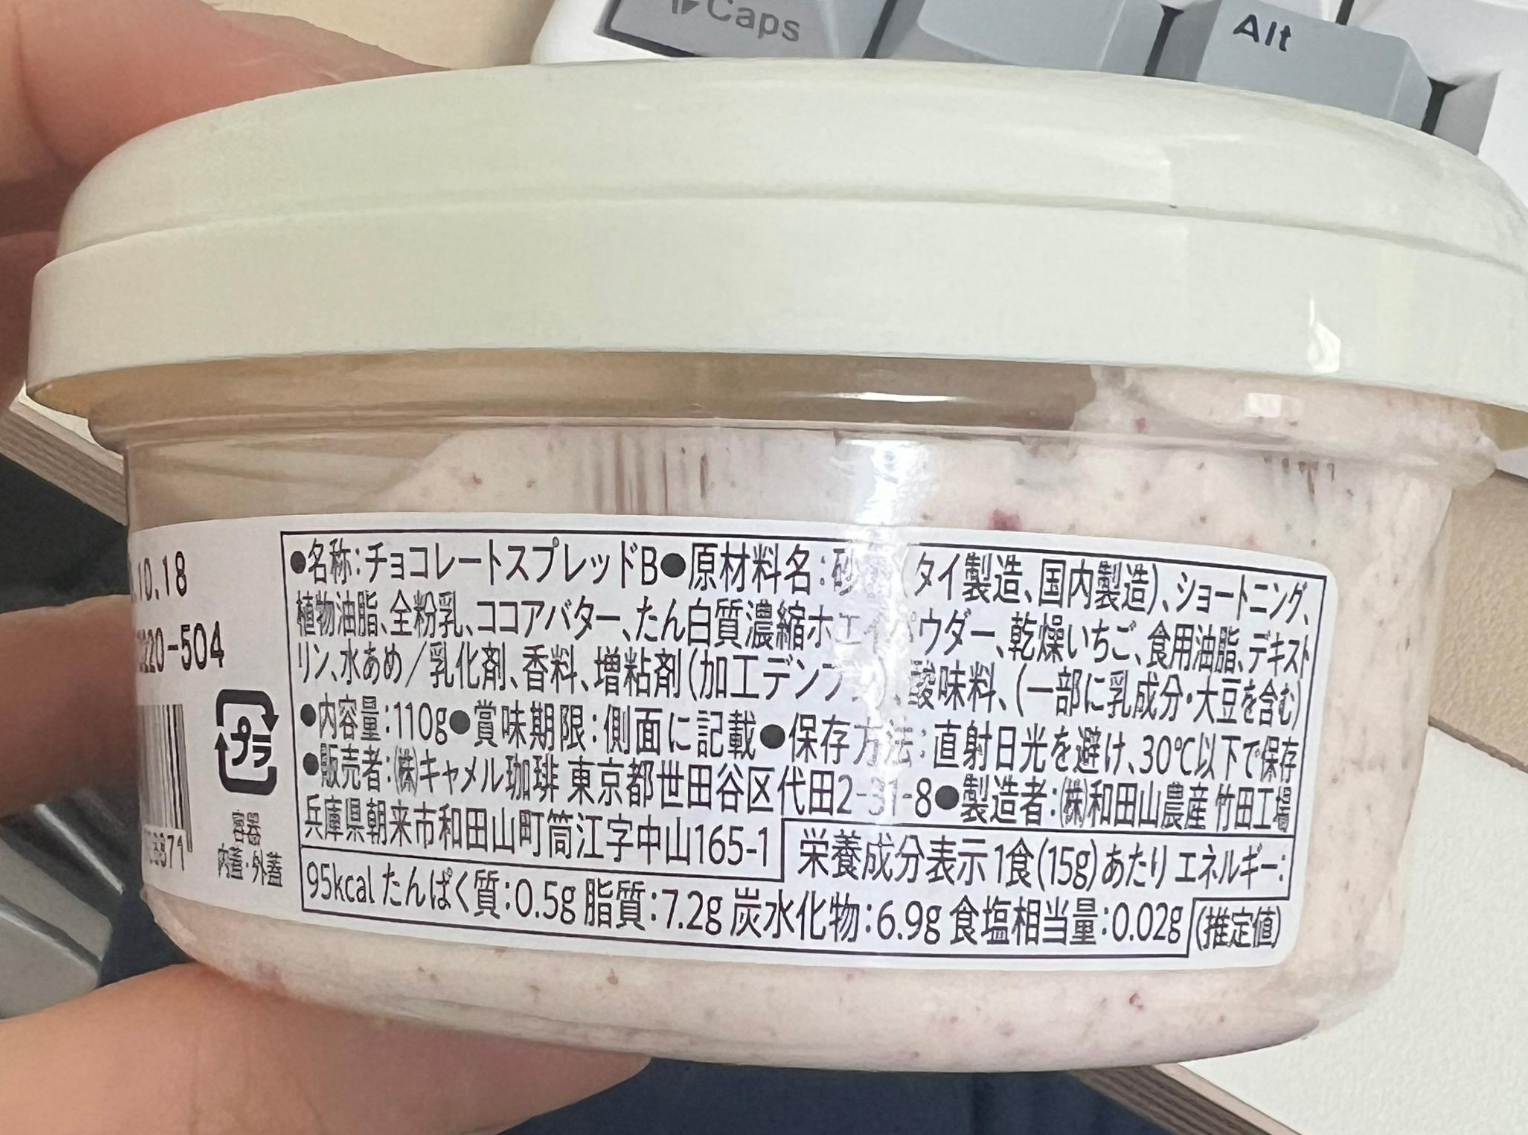 Caps
Alt
.10.18
220-504
プラ
容器
内蓋・外蓋
●名称:チョコレートスプレッドB●原材料名:砂 タイ製造、国内製造)、ショートニング、
植物油脂、全粉乳、ココアバター、たん白質濃縮ホエイパウダー、乾燥いちご、食用油脂、デキスト
リン、水あめ/乳化剤、香料、増粘剤(加工デンプン)、酸味料、(一部に乳成分・大豆を含む)
●内容量:110g●賞味期限:側面に記載●保存方法:直射日光を避け、30℃以下で保存
●販売者:㈱キャメル珈琲 東京都世田谷区代田2-31-8●製造者:㈱和田山農産 竹田工場
兵庫県朝来市和田山町筒江字中山165-1
栄養成分表示1食(15g)あたり エネルギー:
95kcal たんぱく質:0.5g 脂質:7.2g 炭水化物:6.9g 食塩相当量:0.02g (推定値)